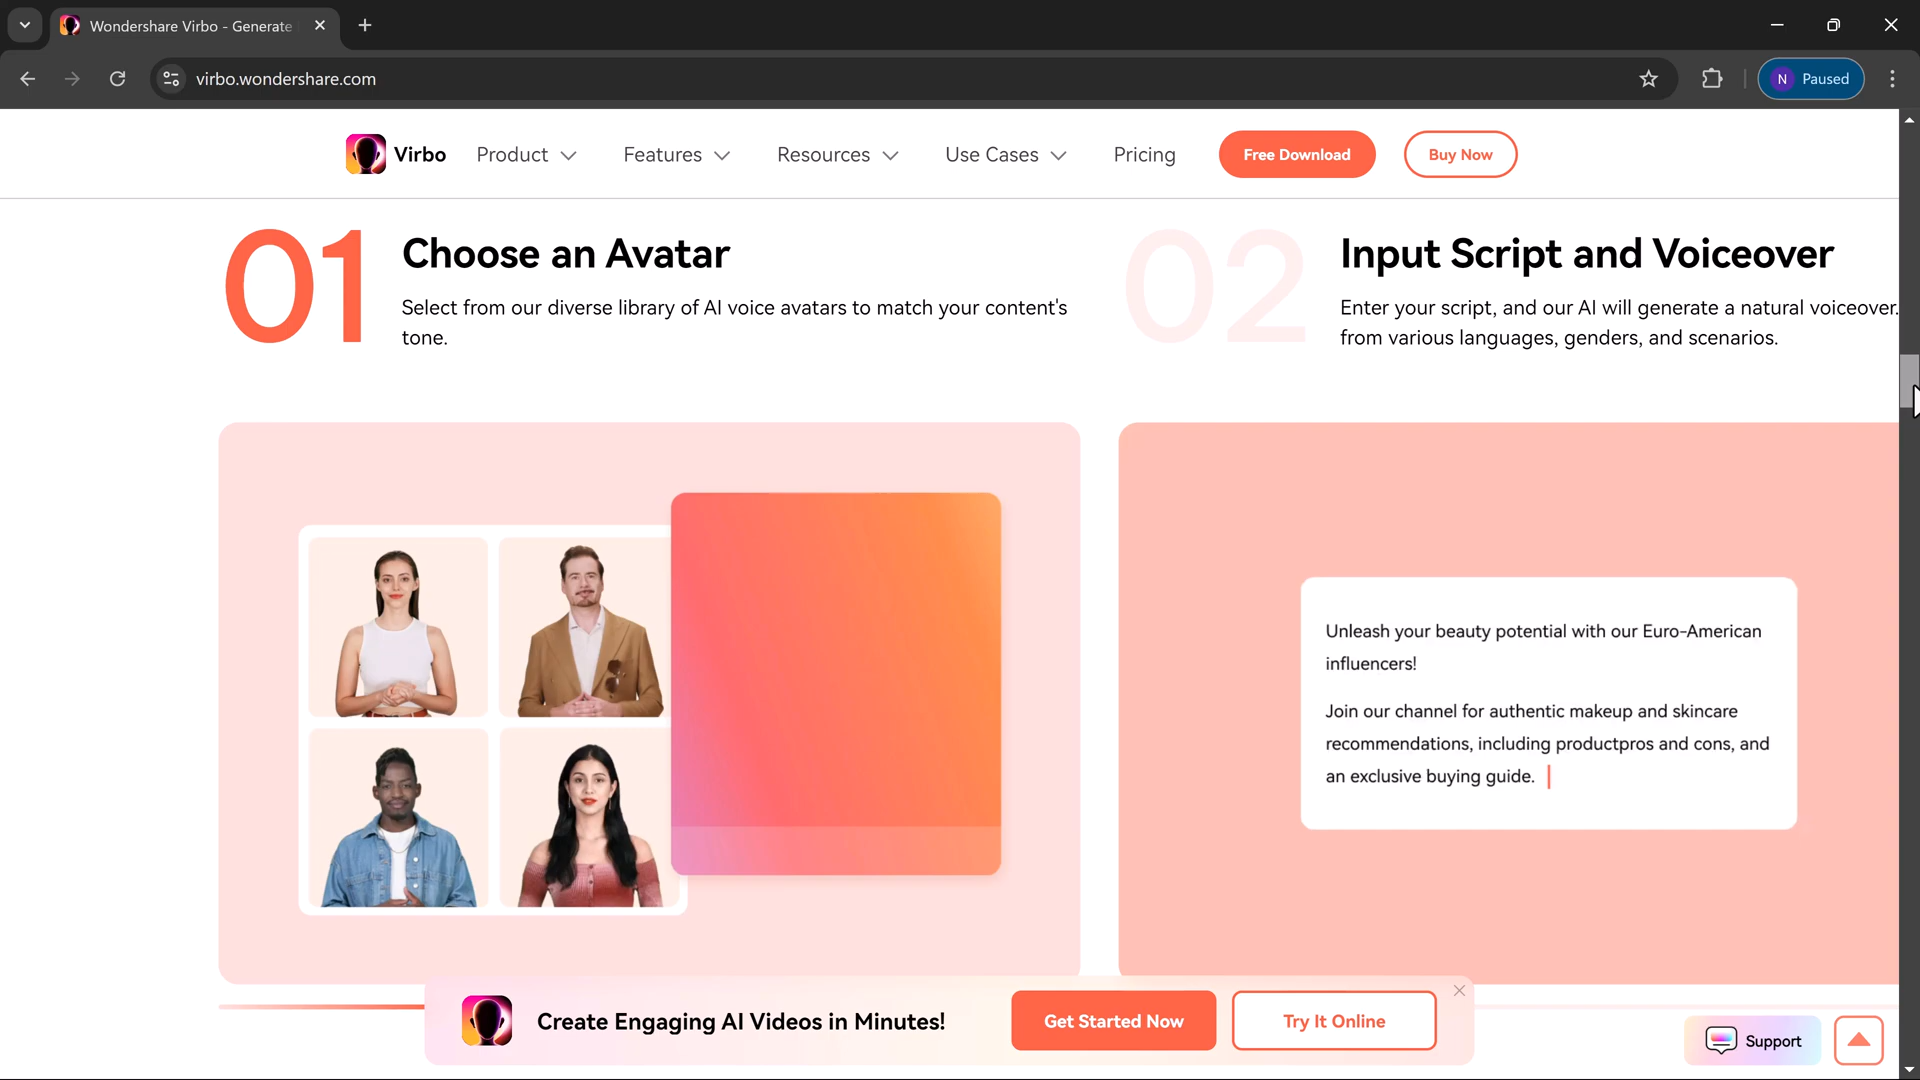 Wondershare Virbo - Generate
virbo.wondershare.com
N Paused
Virbo
Product
Features
Resources
Use Cases
Pricing
Free Download
Buy Now
01
Choose an Avatar
Select from our diverse library of AI voice avatars to match your content's
tone.
02
Input Script and Voiceover
Enter your script, and our AI will generate a natural voiceover.
from various languages, genders, and scenarios.
Unleash your beauty potential with our Euro-American
influencers!
Join our channel for authentic makeup and skincare
recommendations, including productpros and cons, and
an exclusive buying guide.
Create Engaging AI Videos in Minutes!
Get Started Now
Try It Online
Support